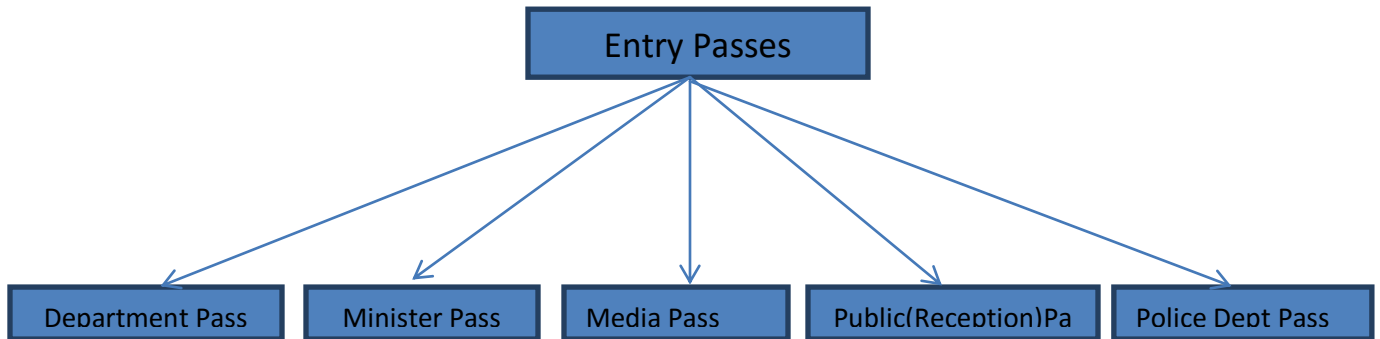 Entry Passes
Department Pass
Minister Pass
Media Pass
Public(Reception)Pa
Police Dept Pass